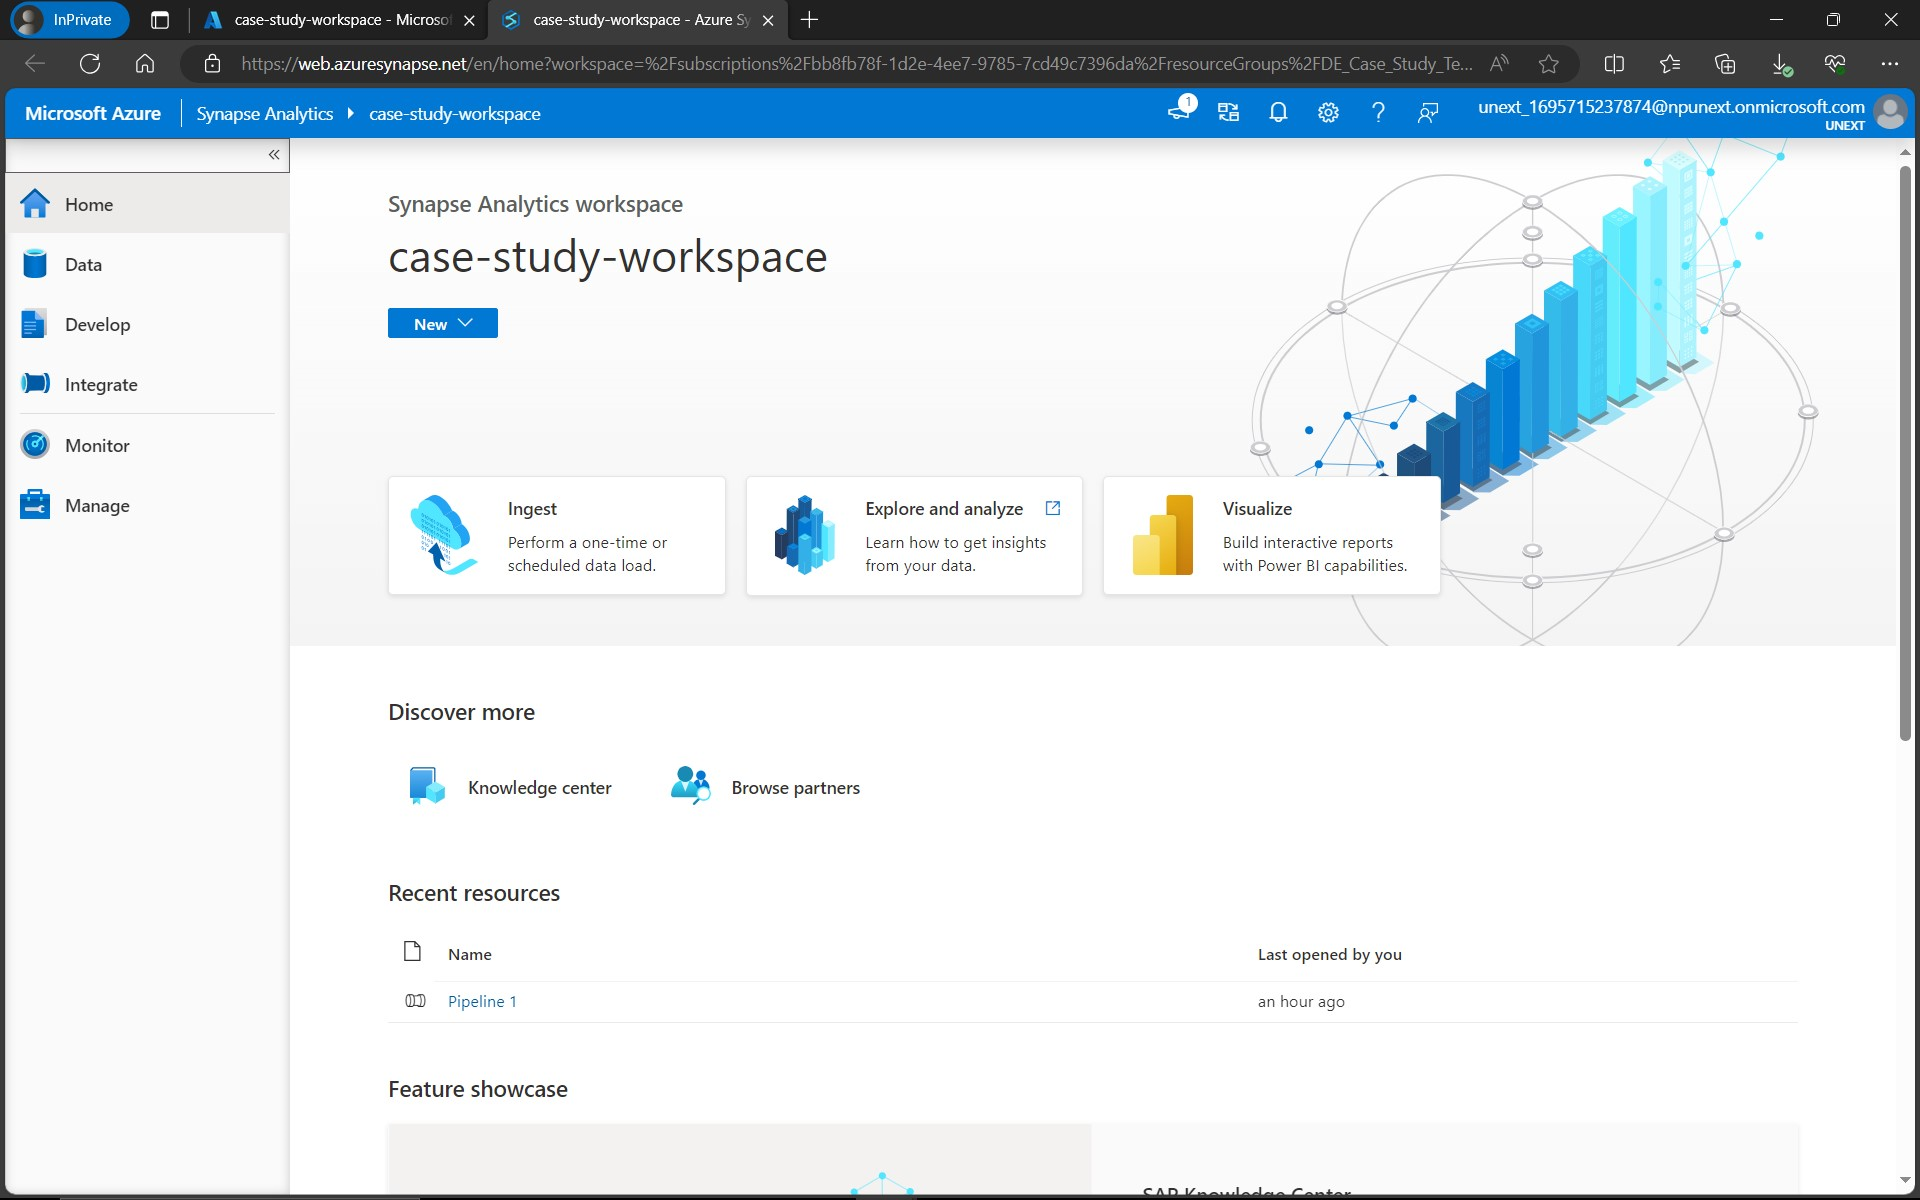 InPrivate
case-study-workspace - Microso
case-study-workspace - Azure Sy
https://web.azuresynapse.net/en/home?workspace=%2Fsubscriptions%2Fbb8fb78f-1d2e-4ee7-9785-7cd49c7396da%2FresourceGroups%2FDE_Case_Study_Te...
Microsoft Azure
Synapse Analytics
case-study-workspace
1
unext_1695715237874@npunext.onmicrosoft.com
UNEXT
Home
Data
Develop
Integrate
Monitor
Manage
Synapse Analytics workspace
case-study-workspace
New
Ingest
Perform a one-time or
scheduled data load.
Explore and analyze
Learn how to get insights
from your data.
Visualize
Build interactive reports
with Power BI capabilities.
Discover more
Knowledge center
Browse partners
Recent resources
Name
Last opened by you
Pipeline 1
an hour ago
Feature showcase
SAP Knowledge Center